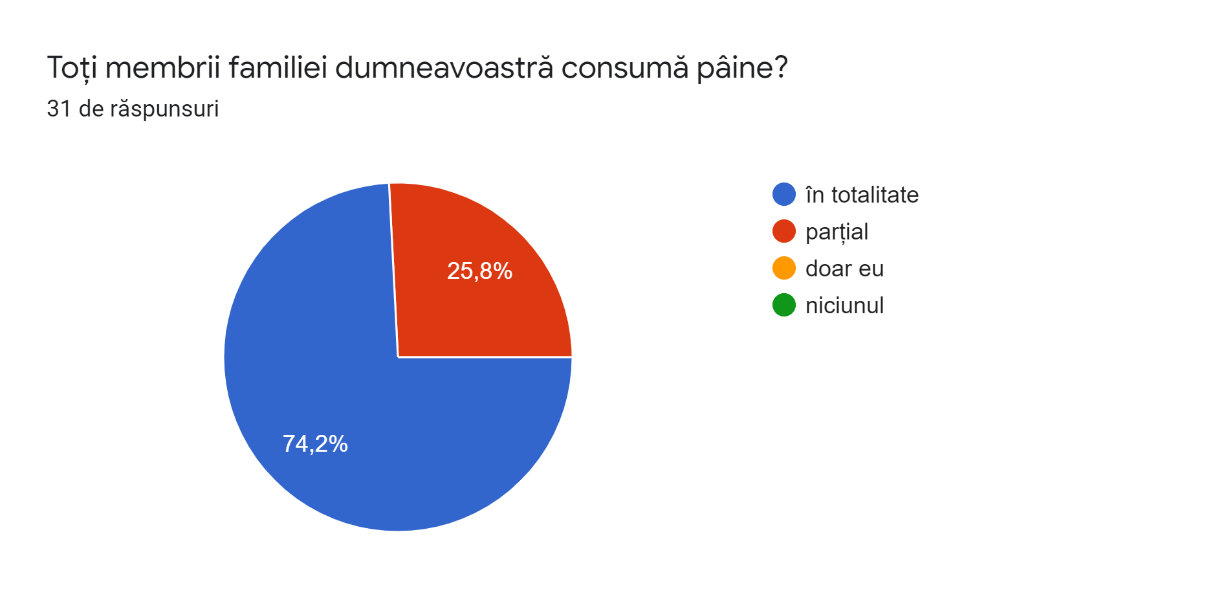 Toți membrii familiei dumneavoastră consumă pâine?
31 de răspunsuri
în totalitate
parțial
doar eu
niciunul
25,8%
74,2%